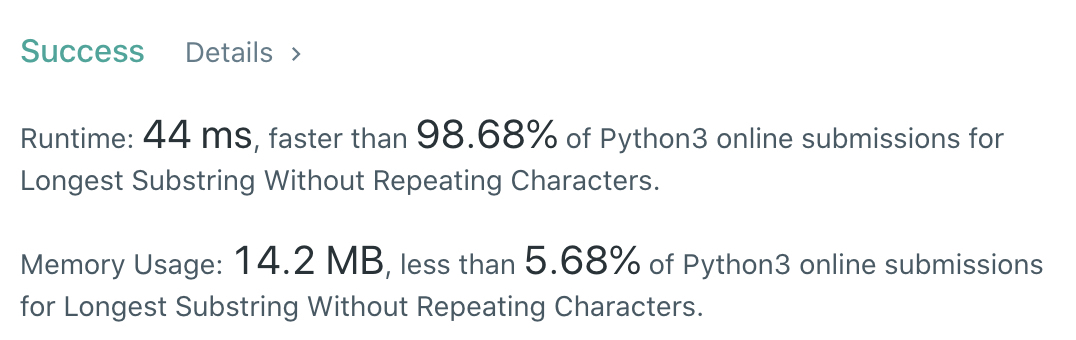 Success Details >
Runtime: 44 ms, faster than 98.68% of Python3 online submissions for
Longest Substring Without Repeating Characters.
Memory Usage: 14.2 MB, less than 5.68% of Python3 online submissions
for Longest Substring Without Repeating Characters.